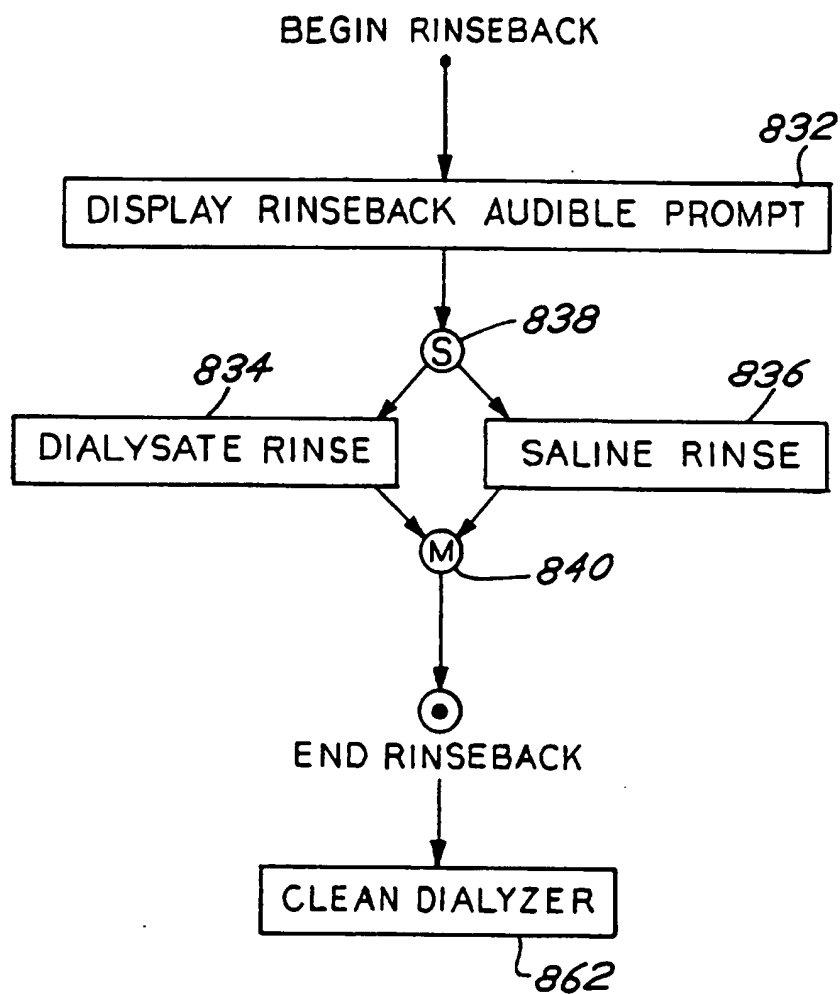 BEGIN RINSEBACK
832
DISPLAY RINSEBACK AUDIBLE PROMPT
S
838
834
836
DIALYSATE RINSE
SALINE RINSE
M
840
END RINSEBACK
CLEAN DIALYZER
862